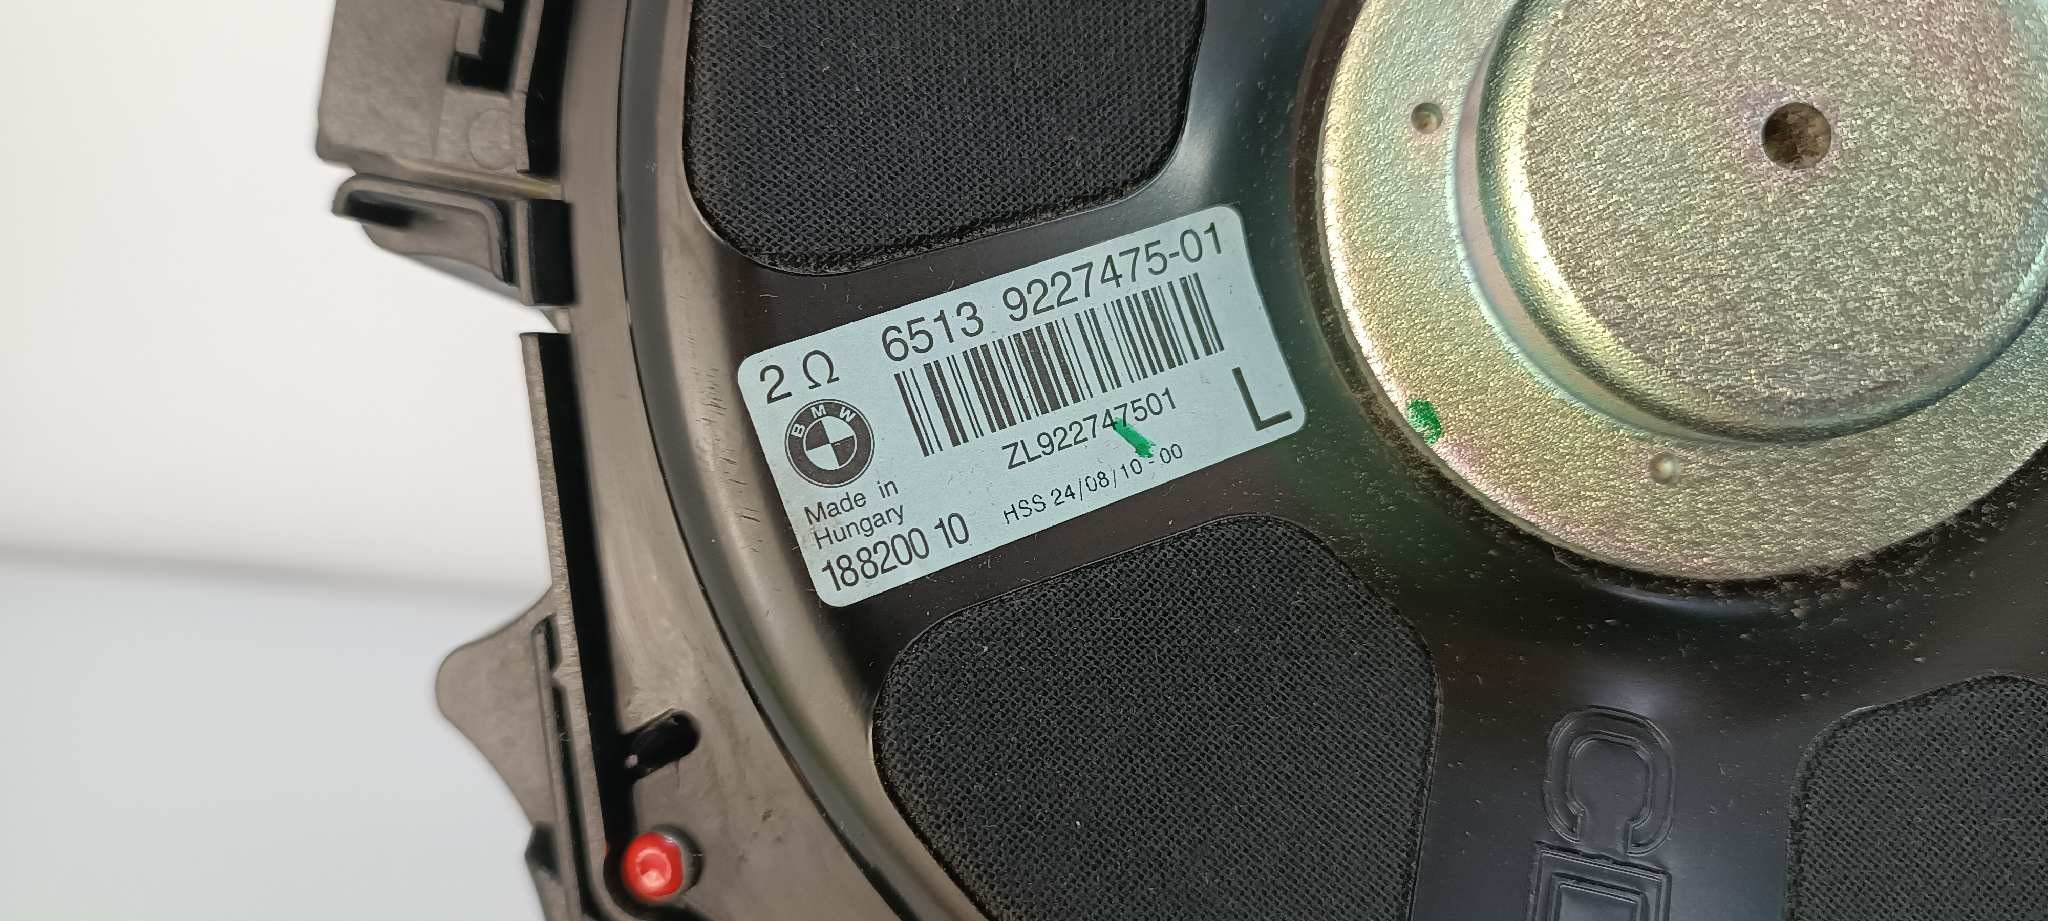 6513 9227475-01
2 Ω
BMW
ZL922747501
L
Made in
Hungary
HSS 24/08/10-00
188200 10